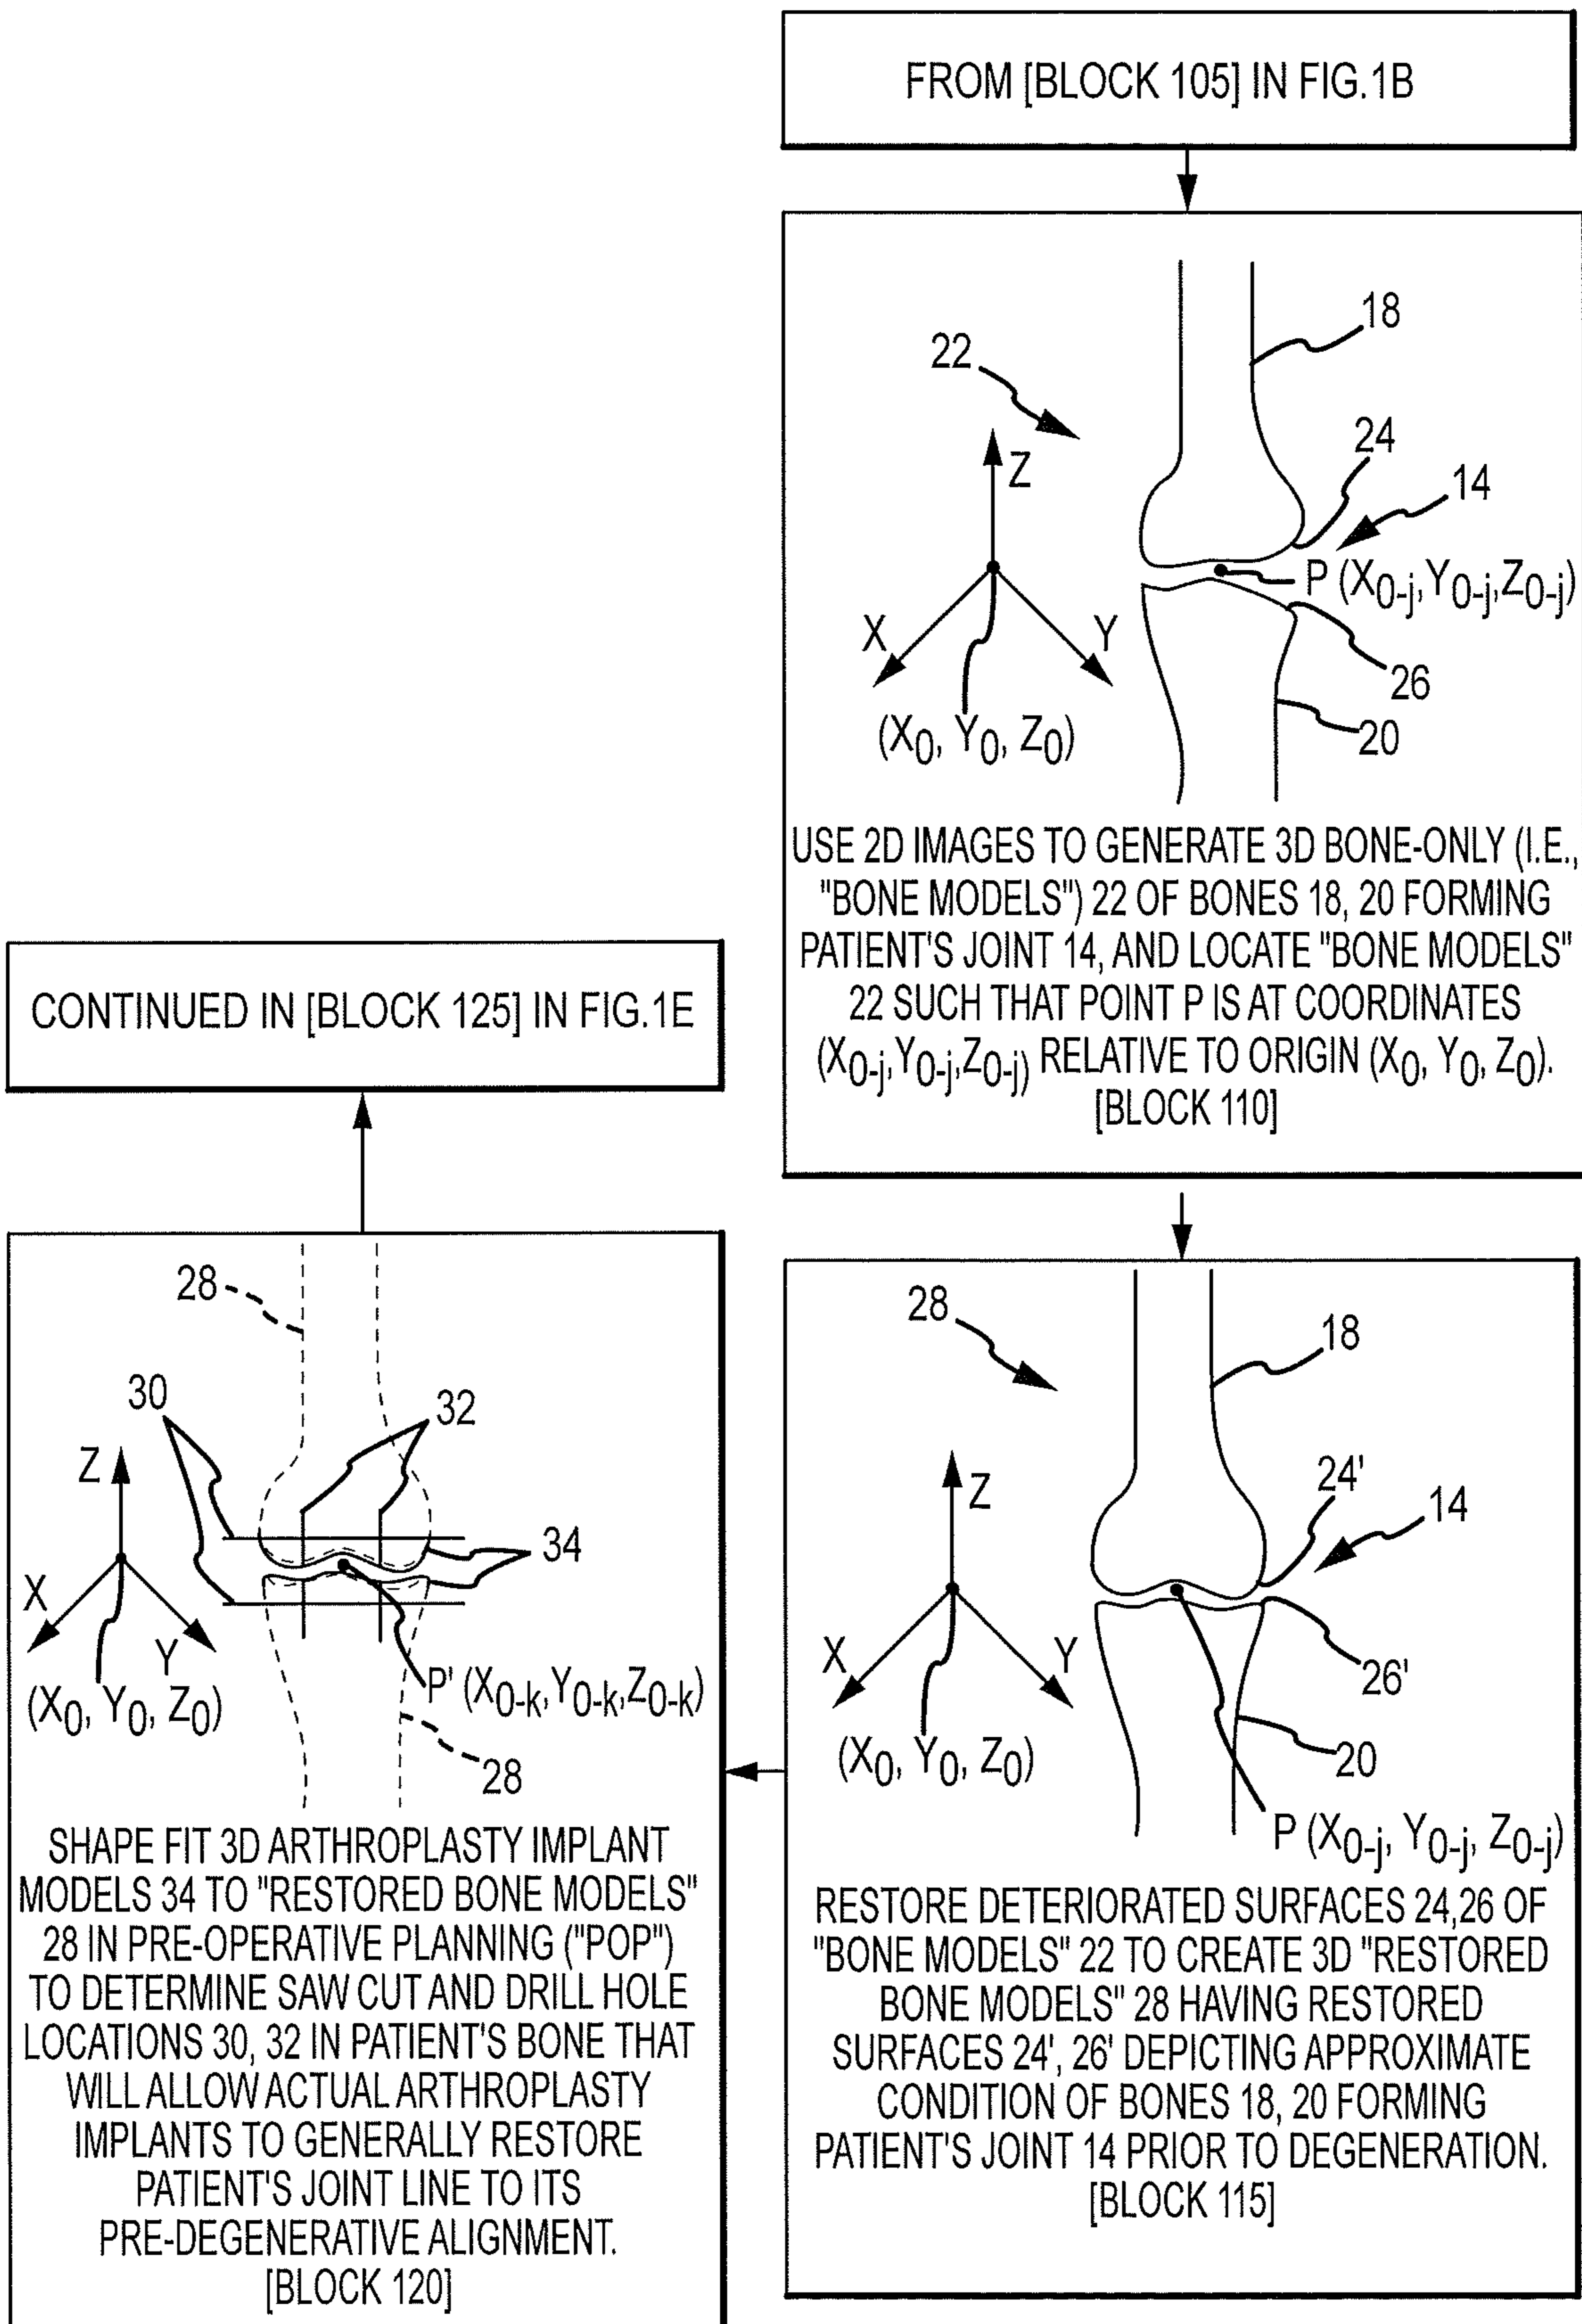 FROM [BLOCK 105] IN FIG.1B
18
22
24
Z
14
P (X0-j,Y0-j,Z0-j)
X
Y
26
(X0, Y0, Z0)
20
USE 2D IMAGES TO GENERATE 3D BONE-ONLY (I.E.,
"BONE MODELS") 22 OF BONES 18, 20 FORMING
PATIENT'S JOINT 14, AND LOCATE "BONE MODELS"
22 SUCH THAT POINT P IS AT COORDINATES
(X0-j,Y0-j,Z0-j) RELATIVE TO ORIGIN (X0, Y0, Z0).
[BLOCK 110]
28
18
Z
24'
14
X
Y
26'
(X0, Y0, Z0)
20
P (X0-j, Y0-j, Z0-j)
RESTORE DETERIORATED SURFACES 24,26 OF
"BONE MODELS" 22 TO CREATE 3D "RESTORED
BONE MODELS" 28 HAVING RESTORED
SURFACES 24', 26' DEPICTING APPROXIMATE
CONDITION OF BONES 18, 20 FORMING
PATIENT'S JOINT 14 PRIOR TO DEGENERATION.
[BLOCK 115]
28
30
32
Z
34
X
Y
P' (X0-k,Y0-k,Z0-k)
(X0, Y0, Z0)
28
SHAPE FIT 3D ARTHROPLASTY IMPLANT
MODELS 34 TO "RESTORED BONE MODELS"
28 IN PRE-OPERATIVE PLANNING ("POP")
TO DETERMINE SAW CUT AND DRILL HOLE
LOCATIONS 30, 32 IN PATIENT'S BONE THAT
WILL ALLOW ACTUAL ARTHROPLASTY
IMPLANTS TO GENERALLY RESTORE
PATIENT'S JOINT LINE TO ITS
PRE-DEGENERATIVE ALIGNMENT.
[BLOCK 120]
CONTINUED IN [BLOCK 125] IN FIG.1E